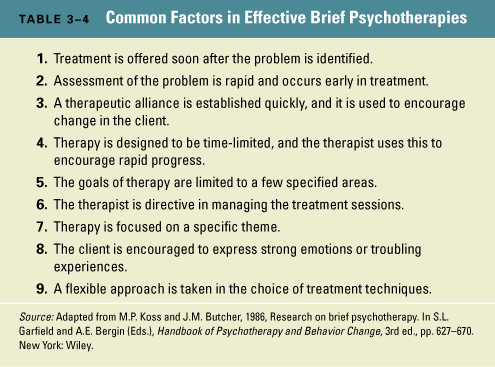 TABLE 3–4 Common Factors in Effective Brief Psychotherapies
1. Treatment is offered soon after the problem is identified.
2. Assessment of the problem is rapid and occurs early in treatment.
3. A therapeutic alliance is established quickly, and it is used to encourage
change in the client.
4. Therapy is designed to be time-limited, and the therapist uses this to
encourage rapid progress.
5. The goals of therapy are limited to a few specified areas.
6. The therapist is directive in managing the treatment sessions.
7. Therapy is focused on a specific theme.
8. The client is encouraged to express strong emotions or troubling
experiences.
9. A flexible approach is taken in the choice of treatment techniques.
Source: Adapted from M.P. Koss and J.M. Butcher, 1986, Research on brief psychotherapy. In S.L.
Garfield and A.E. Bergin (Eds.), Handbook of Psychotherapy and Behavior Change, 3rd ed., pp. 627–670.
New York: Wiley.